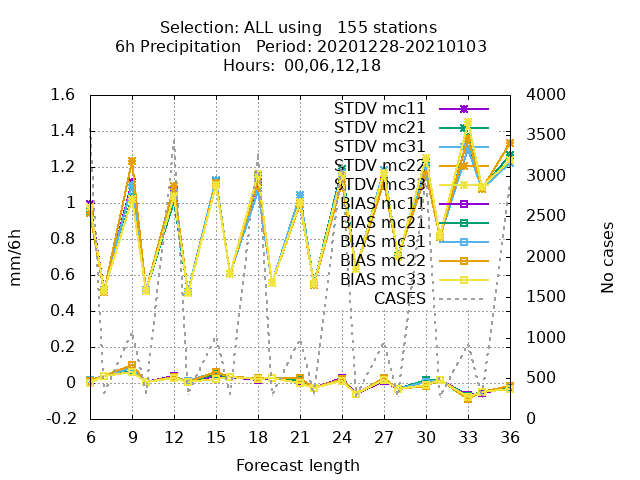 Selection: ALL using   155 stations
6h Precipitation   Period: 20201228-20210103
Hours: 00,06,12,18
1.6
1.4
1.2
1
0.8
0.6
0.4
0.2
0
-0.2
4000
3500
3000
2500
2000
1500
1000
500
0
STDV mc11
STDV mc21
STDV mc31
STDV mc22
STDV mc33
BIAS mc11
BIAS mc21
BIAS mc31
BIAS mc22
BIAS mc33
CASES
mm/6h
No cases
6 9 12 15 18 21 24 27 30 33 36
Forecast length